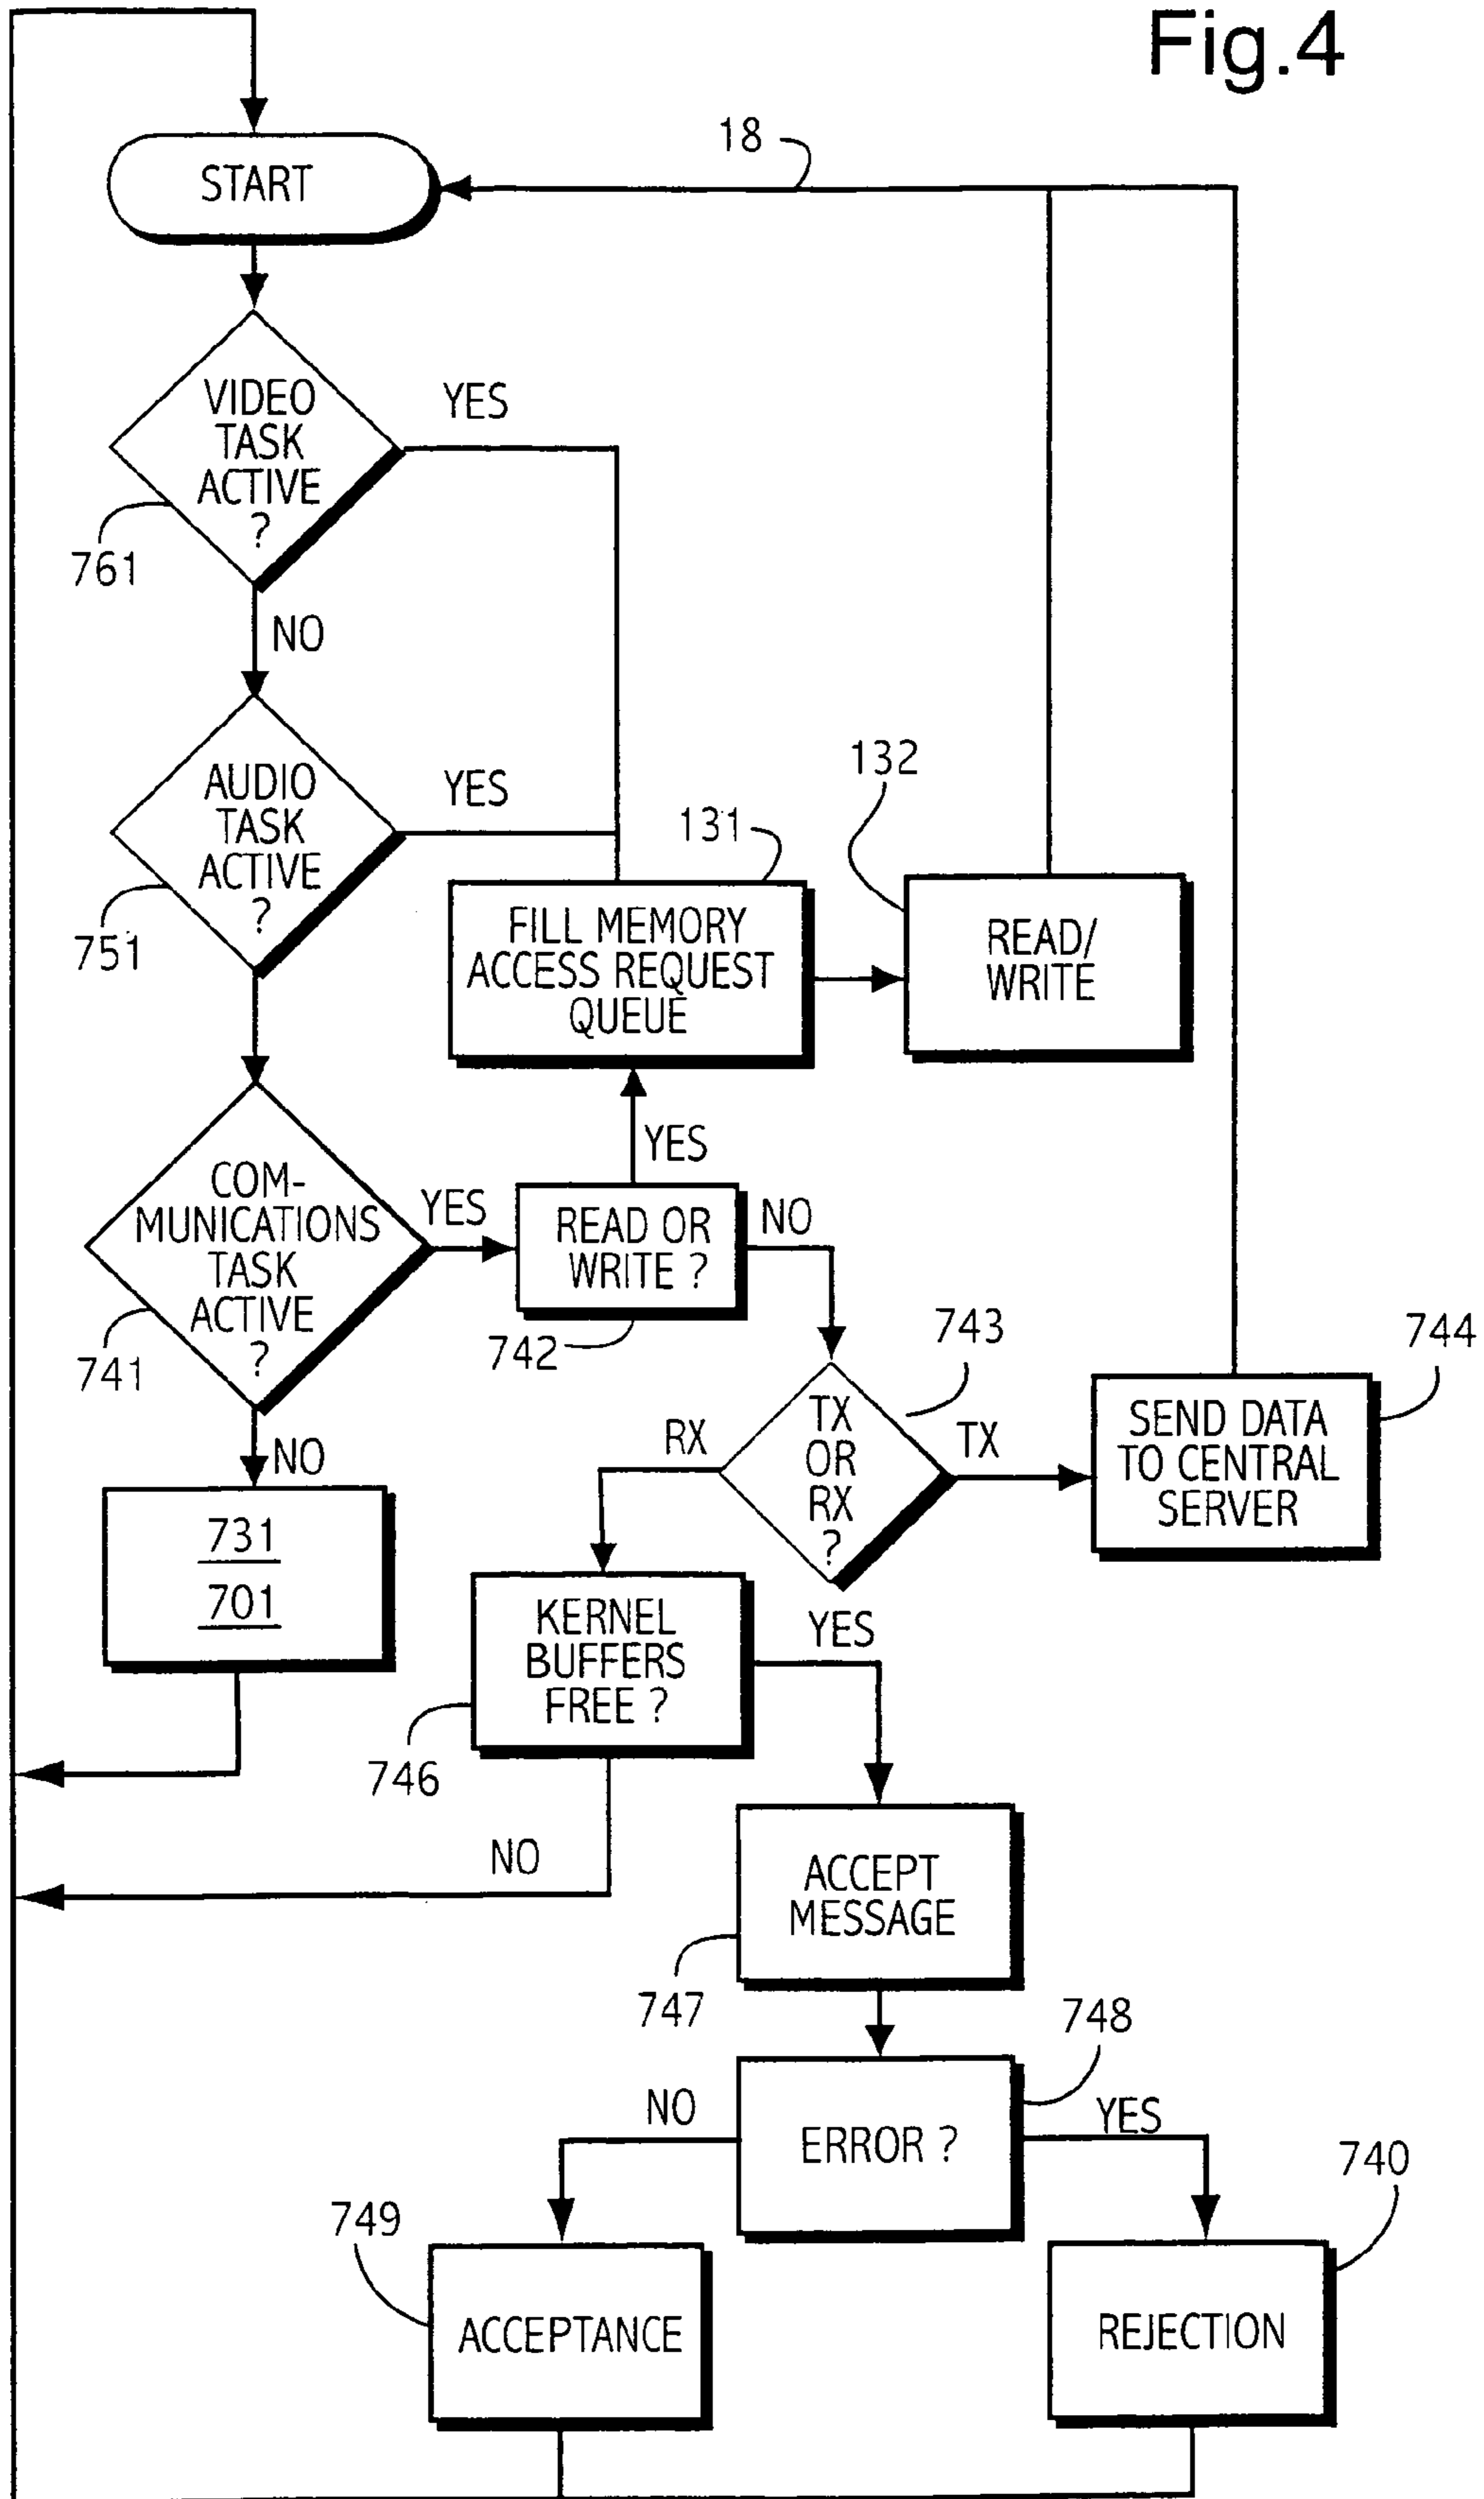 Fig.4
18
START
VIDEO
TASK
ACTIVE
?
YES
761
NO
AUDIO
TASK
ACTIVE
?
YES
751
131
132
FILL MEMORY
ACCESS REQUEST
QUEUE
READ/
WRITE
YES
COM-
MUNICATIONS
TASK
ACTIVE
?
YES
741
READ OR
WRITE ?
NO
742
743
744
TX
OR
RX
?
RX
TX
SEND DATA
TO CENTRAL
SERVER
NO
731
701
KERNEL
BUFFERS
FREE ?
YES
746
NO
ACCEPT
MESSAGE
747
748
NO
ERROR ?
YES
740
749
ACCEPTANCE
REJECTION